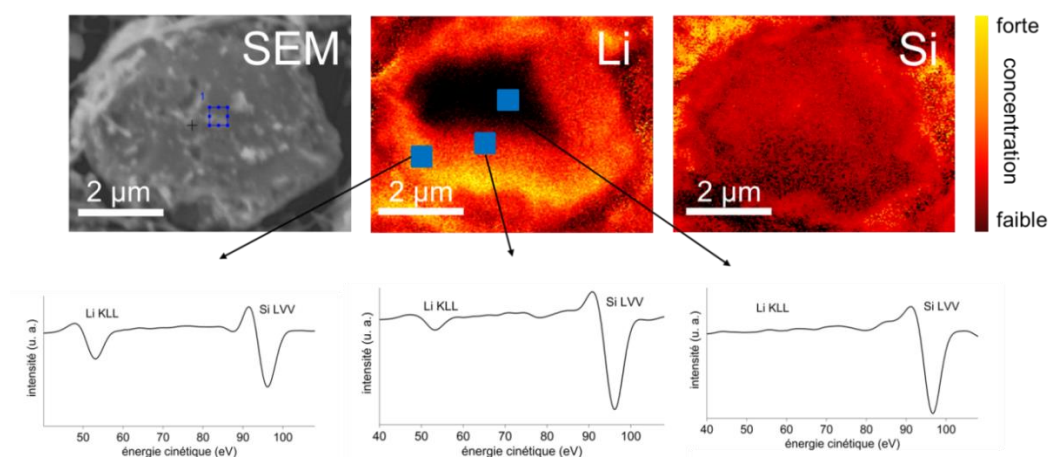 SEM
1
2 µm
Li
2 µm
Si
2 µm
forte
concentration
faible
Li KLL
Si LVV
intensité (u. a.)
50 60 70 80 90 100
énergie cinétique (eV)
Li KLL
Si LVV
intensité (u. a.)
40 50 60 70 80 90 100
énergie cinétique (eV)
Li KLL
Si LVV
intensité (u. a.)
40 50 60 70 80 90 100
énergie cinétique (eV)